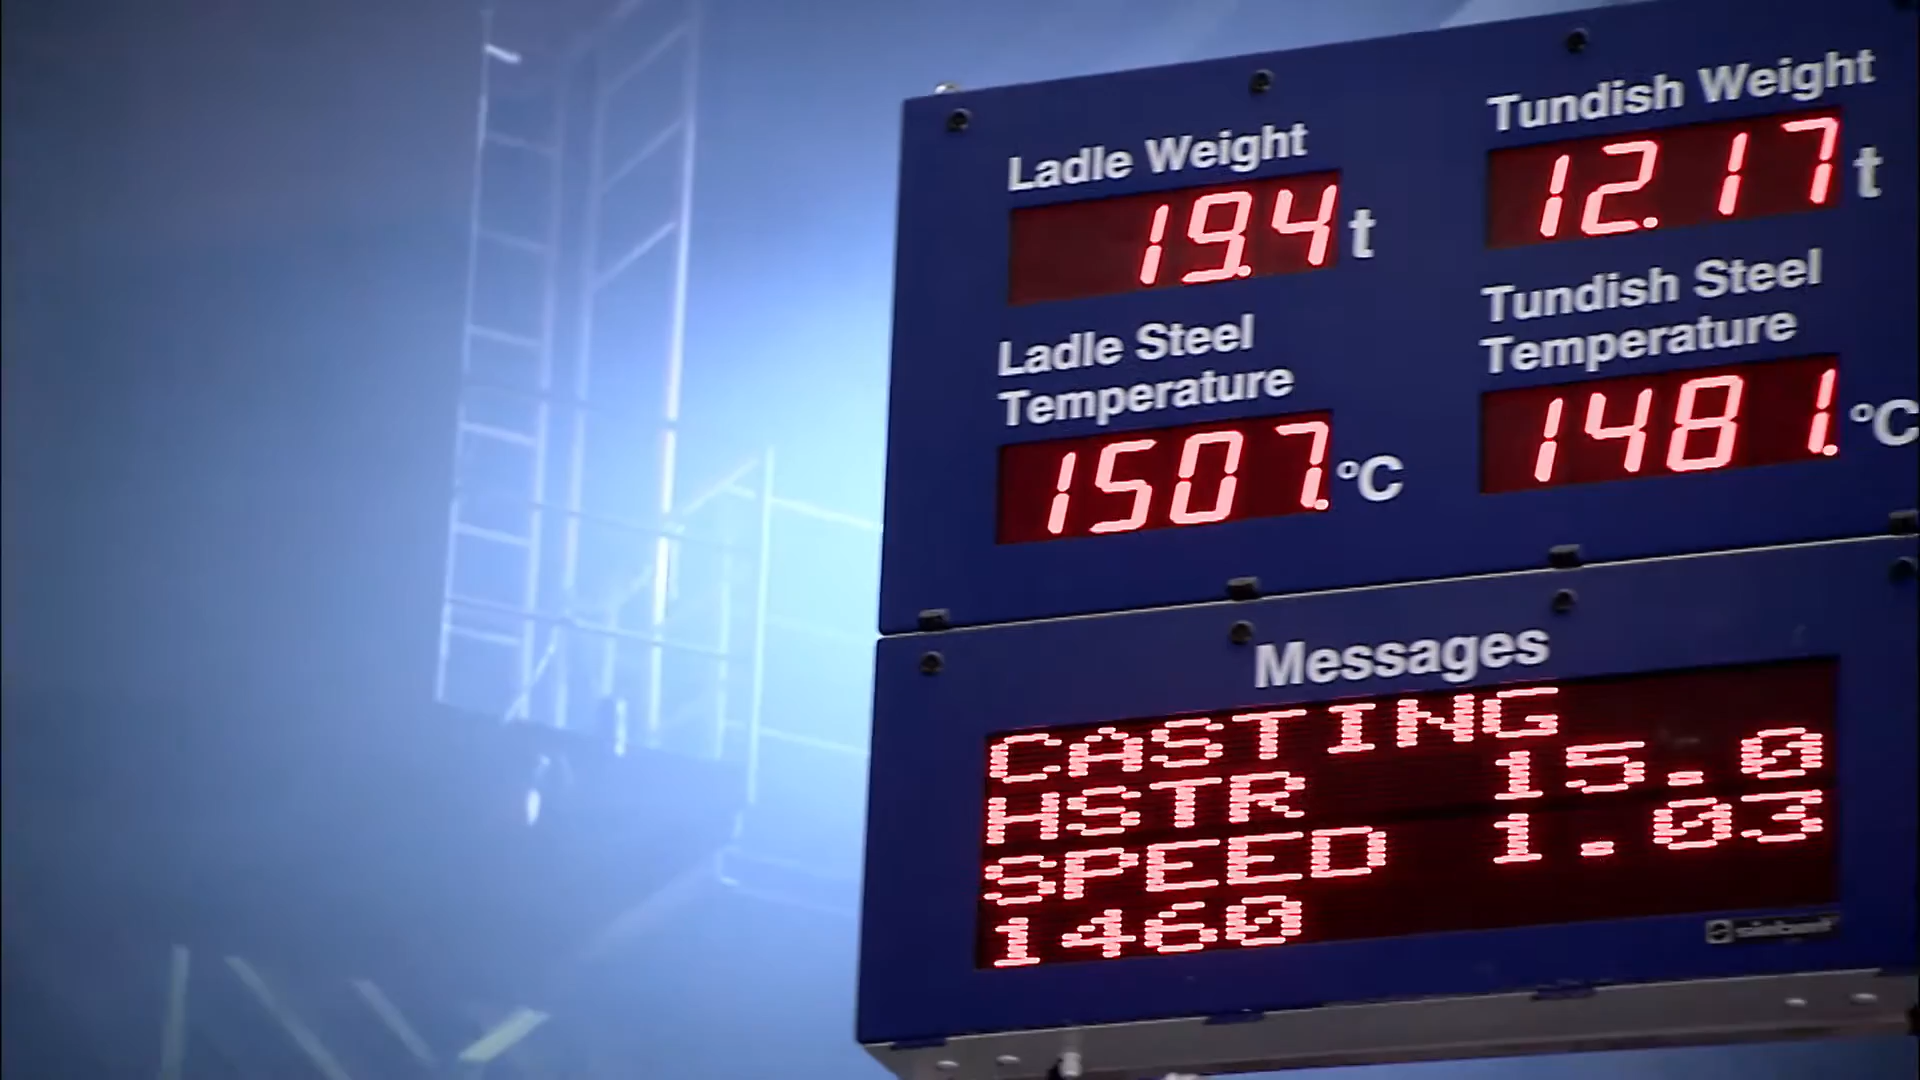 Ladle Weight
19.4 t
Tundish Weight
12.17 t
Ladle Steel
Temperature
1507. °C
Tundish Steel
Temperature
1481. °C
Messages
CASTING
HSTR 15.0
SPEED 1.03
1460